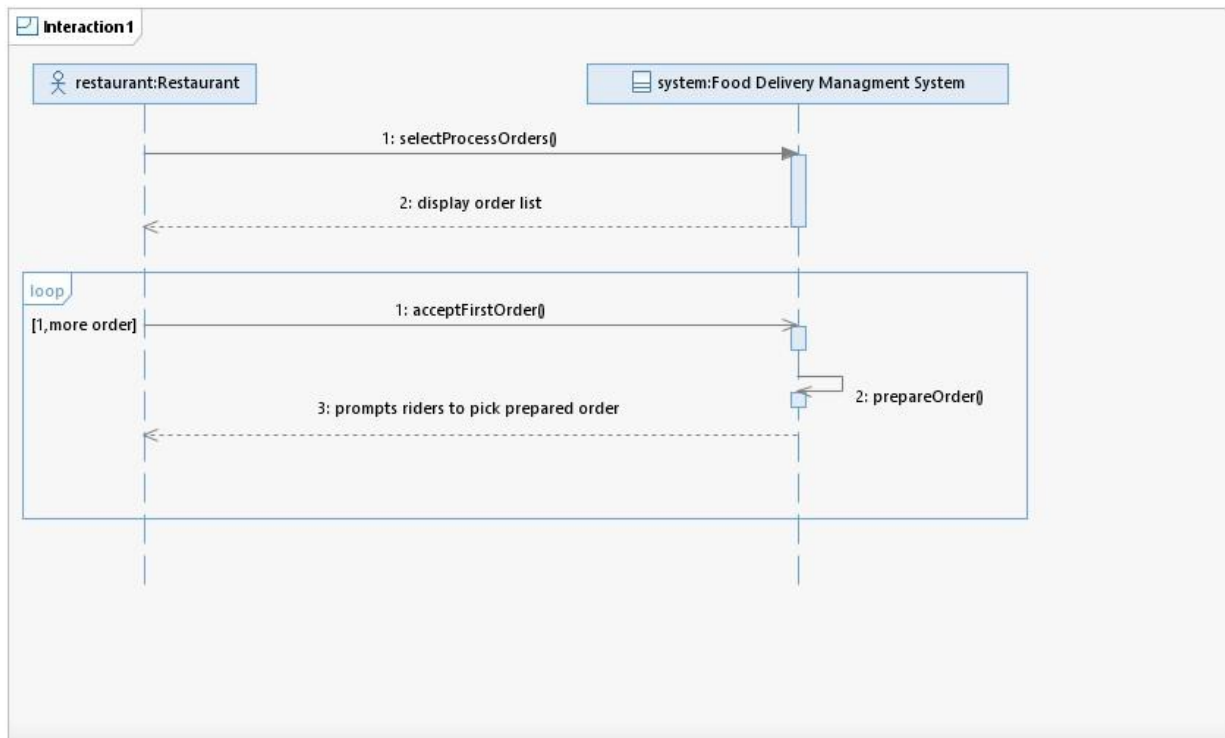 Interaction1
restaurant:Restaurant
system:Food Delivery Managment System
1: selectProcessOrders()
2: display order list
loop
[1,more order]
1: acceptFirstOrder()
2: prepareOrder()
3: prompts riders to pick prepared order